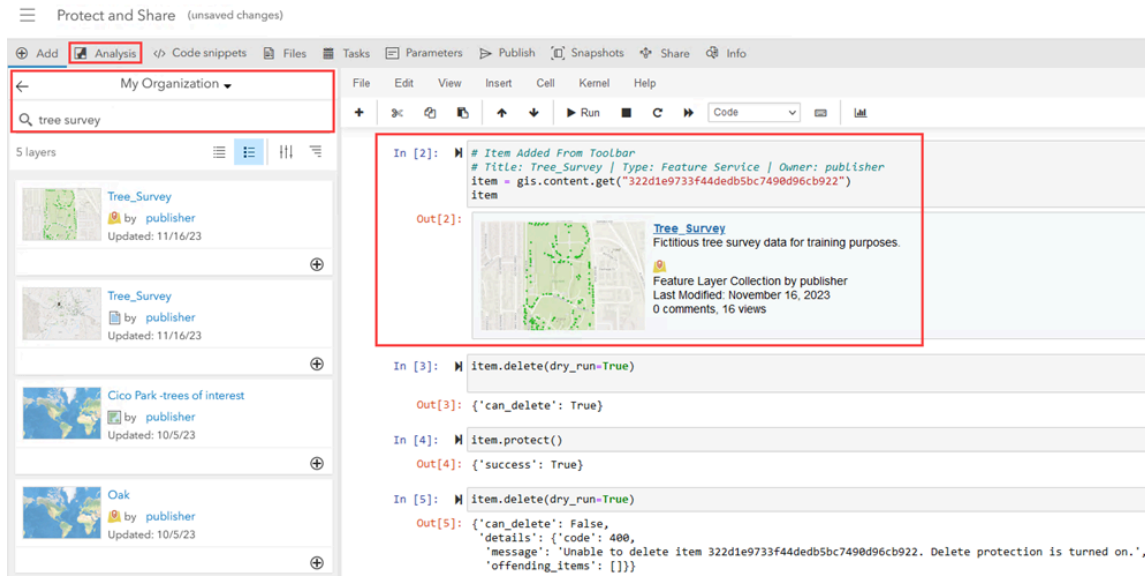 Protect and Share (unsaved changes)
Add Analysis Code snippets Files Tasks Parameters Publish Snapshots Share Info
My Organization
tree survey
5 layers
Tree_Survey
by publisher
Updated: 11/16/23
Tree_Survey
by publisher
Updated: 11/16/23
Cico Park -trees of interest
by publisher
Updated: 10/5/23
Oak
by publisher
Updated: 10/5/23
File Edit View Insert Cell Kernel Help
Run Code
In [2]: # Item Added From Toolbar
# Title: Tree_Survey | Type: Feature Service | Owner: publisher
item = gis.content.get("322d1e9733f44dedb5bc7490d96cb922")
item
Out[2]:
Tree_Survey
Fictitious tree survey data for training purposes.
Feature Layer Collection by publisher
Last Modified: November 16, 2023
0 comments, 16 views
In [3]: item.delete(dry_run=True)
Out[3]: {'can_delete': True}
In [4]: item.protect()
Out[4]: {'success': True}
In [5]: item.delete(dry_run=True)
Out[5]: {'can_delete': False,
'details': {'code': 400,
'message': 'Unable to delete item 322d1e9733f44dedb5bc7490d96cb922. Delete protection is turned on.',
'offending_items': []}}